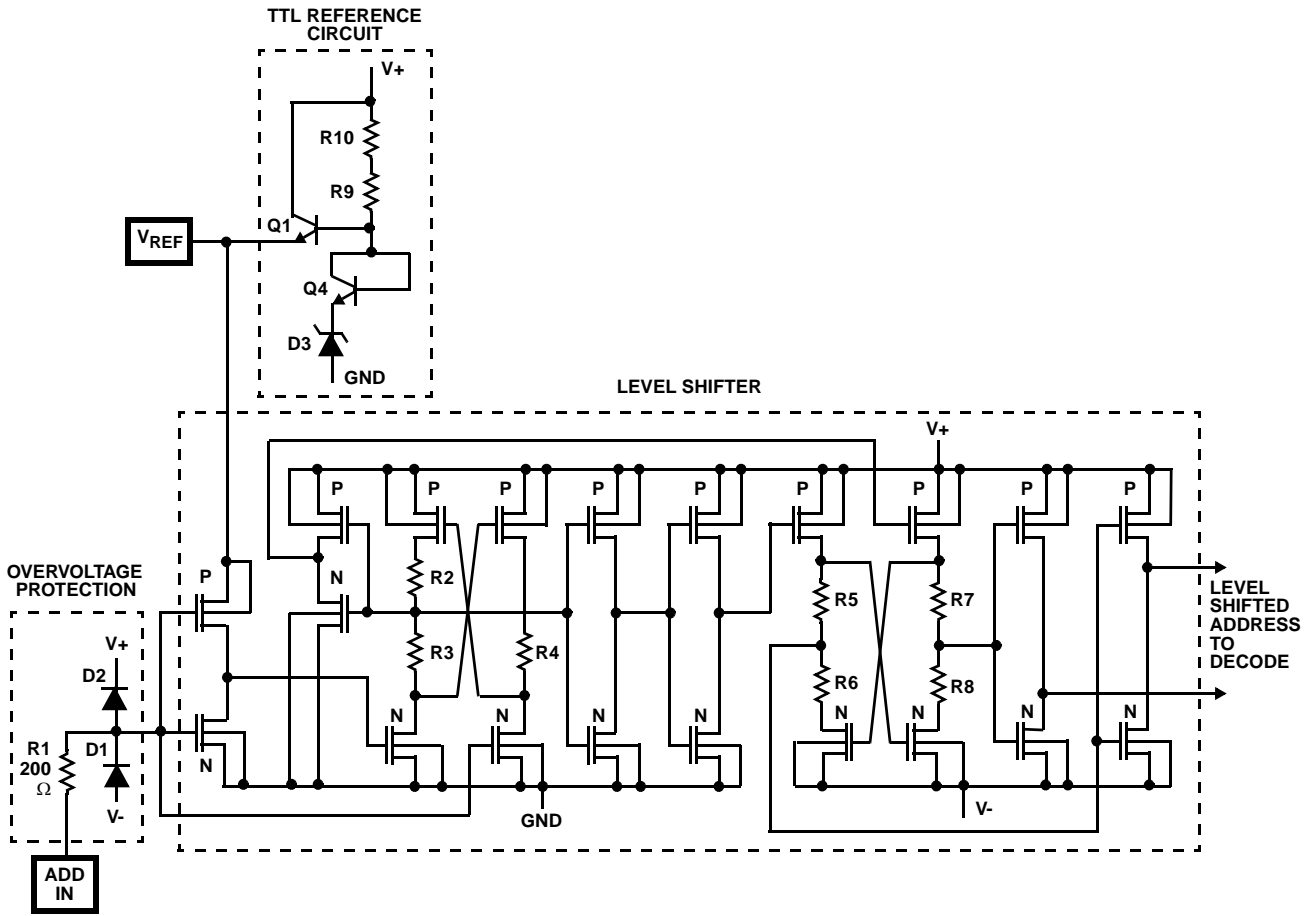 TTL REFERENCE
CIRCUIT
V+
R10
R9
Q1
VREF
Q4
D3
GND
LEVEL SHIFTER
V+
P
P
P
P
P
P
P
P
P
OVERVOLTAGE
PROTECTION
P
N
R2
R5
R7
LEVEL
SHIFTED
ADDRESS
TO
DECODE
V+
R3
R4
D2
R6
R8
N
N
N
N
N
N
N
N
R1
200
Ω
D1
N
V-
GND
V-
ADD
IN